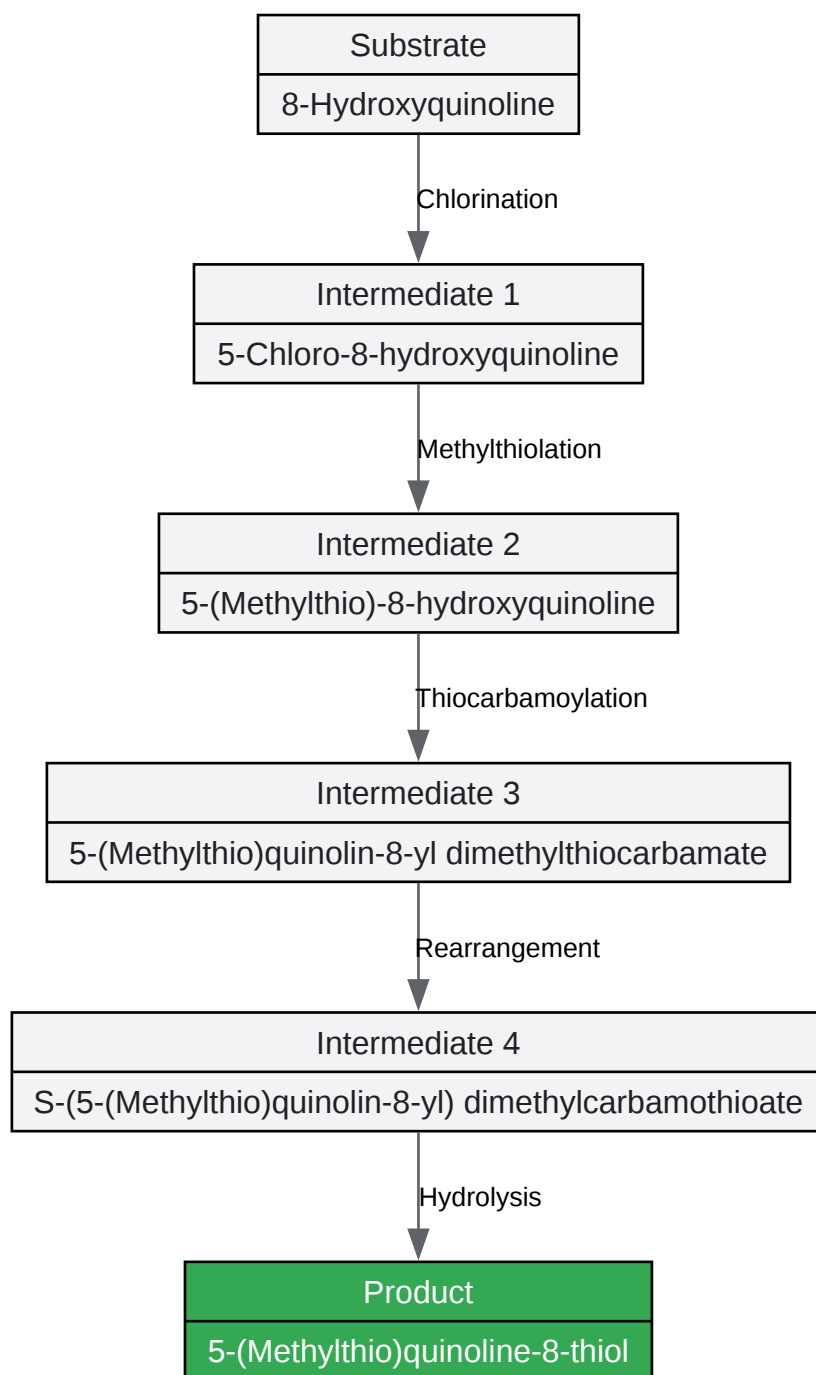 Substrate
8-Hydroxyquinoline
Chlorination
Intermediate 1
5-Chloro-8-hydroxyquinoline
Methylthiolation
Intermediate 2
5-(Methylthio)-8-hydroxyquinoline
Thiocarbamoylation
Intermediate 3
5-(Methylthio)quinolin-8-yl dimethylthiocarbamate
Rearrangement
Intermediate 4
S-(5-(Methylthio)quinolin-8-yl) dimethylcarbamothioate
Hydrolysis
Product
5-(Methylthio)quinoline-8-thiol